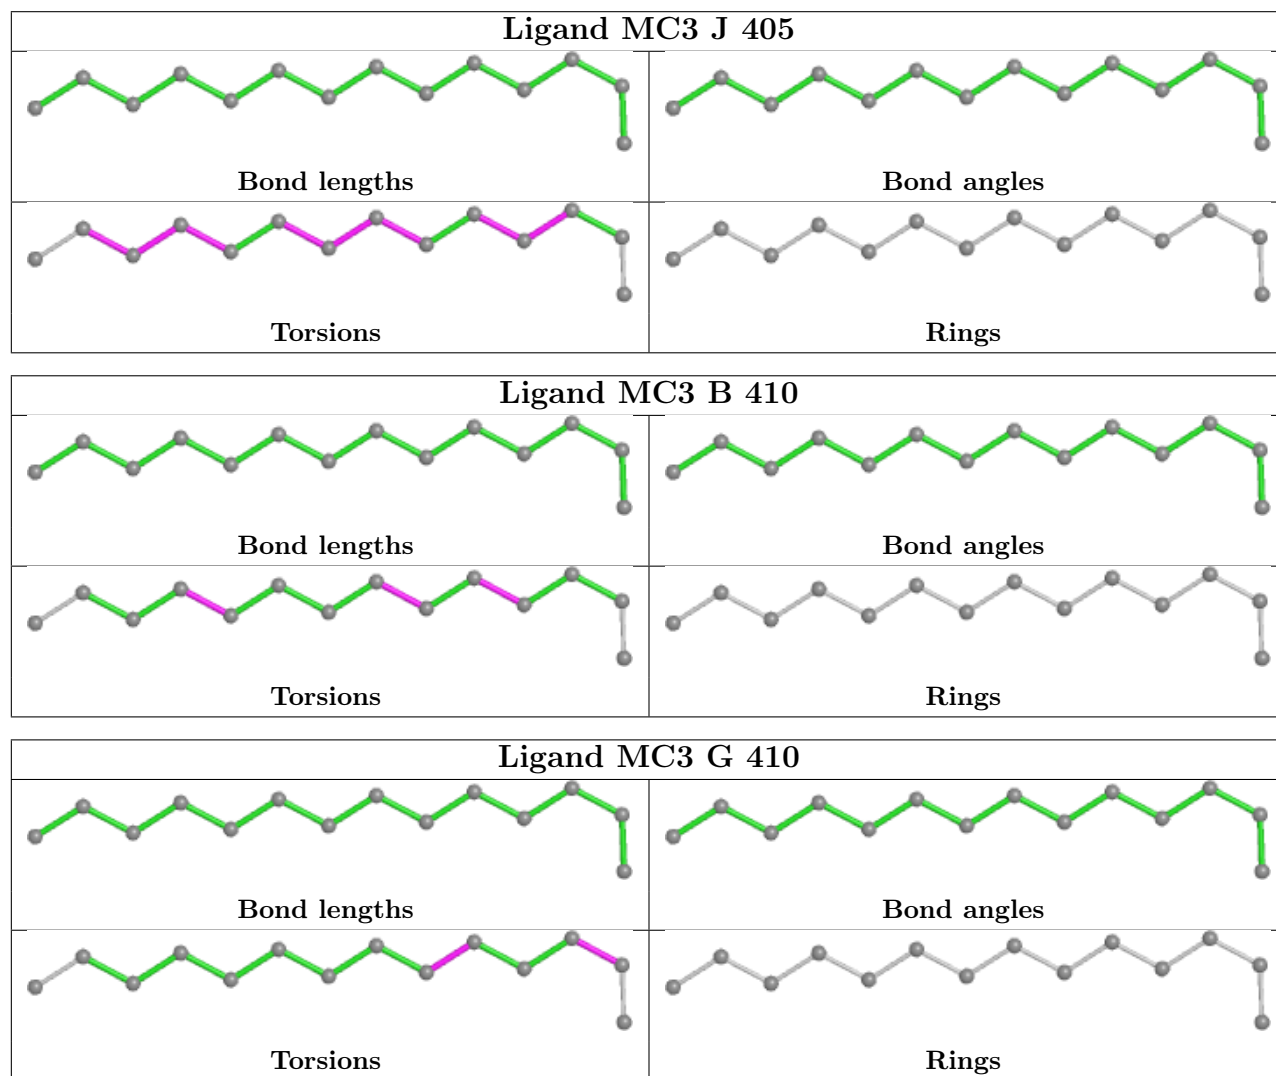 Ligand MC3 J 405
Bond lengths
Bond angles
Torsions
Rings
Ligand MC3 B 410
Bond lengths
Bond angles
Torsions
Rings
Ligand MC3 G 410
Bond lengths
Bond angles
Torsions
Rings